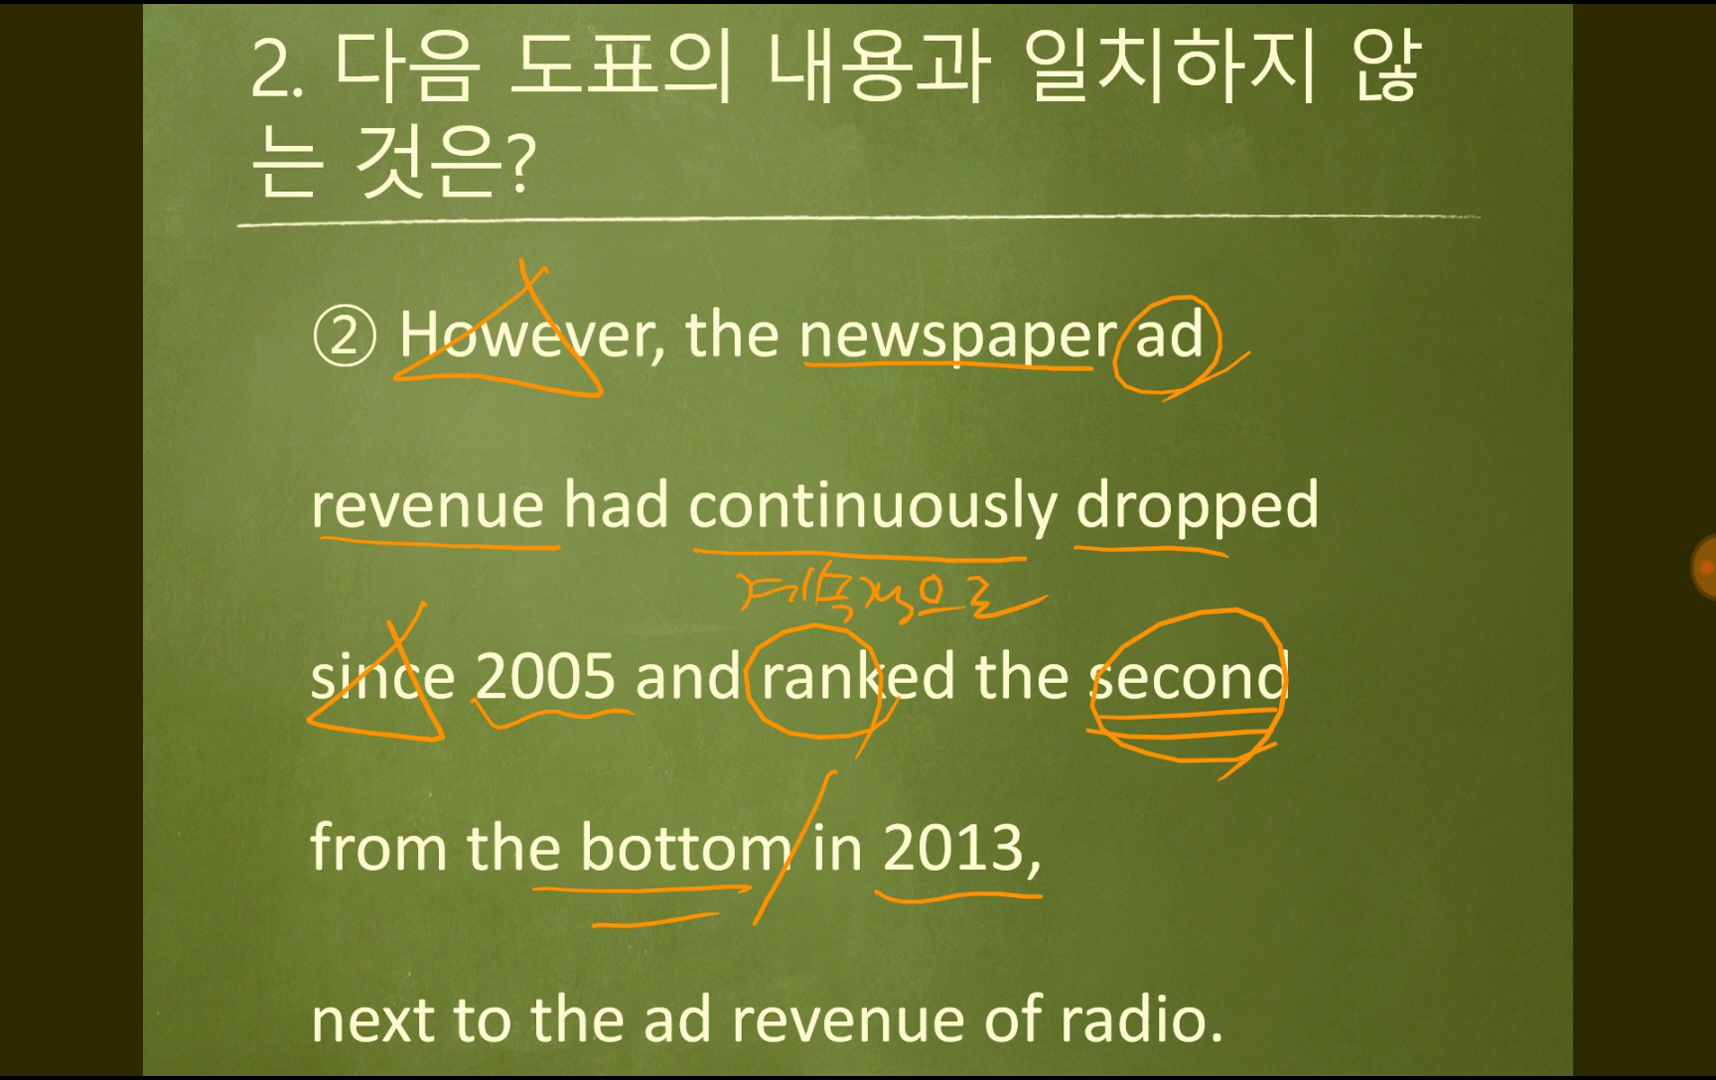 2. 다음 도표의 내용과 일치하지 않
는 것은?
② However, the newspaper ad
revenue had continuously dropped
계속적으로
since 2005 and ranked the second
from the bottom in 2013,
next to the ad revenue of radio.